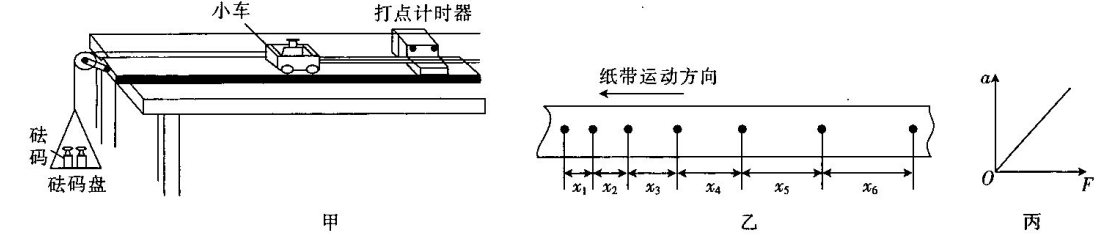 小车
打点计时器
砝
码
砝码盘
甲
纸带运动方向
x₁
x₂
x₃
x₄
x₅
x₆
乙
a
O
F
丙